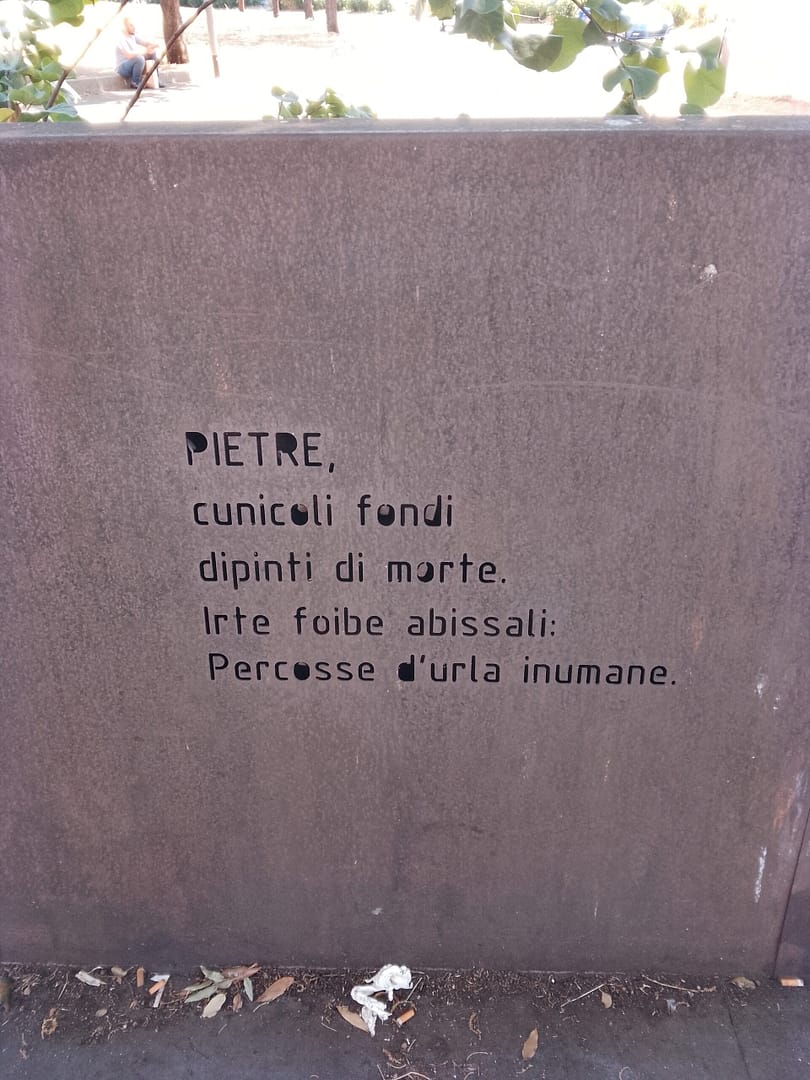 PIETRE,
cunicoli fondi
dipinti di morte.
Irte foibe abissali:
Percosse d'urla inumane.